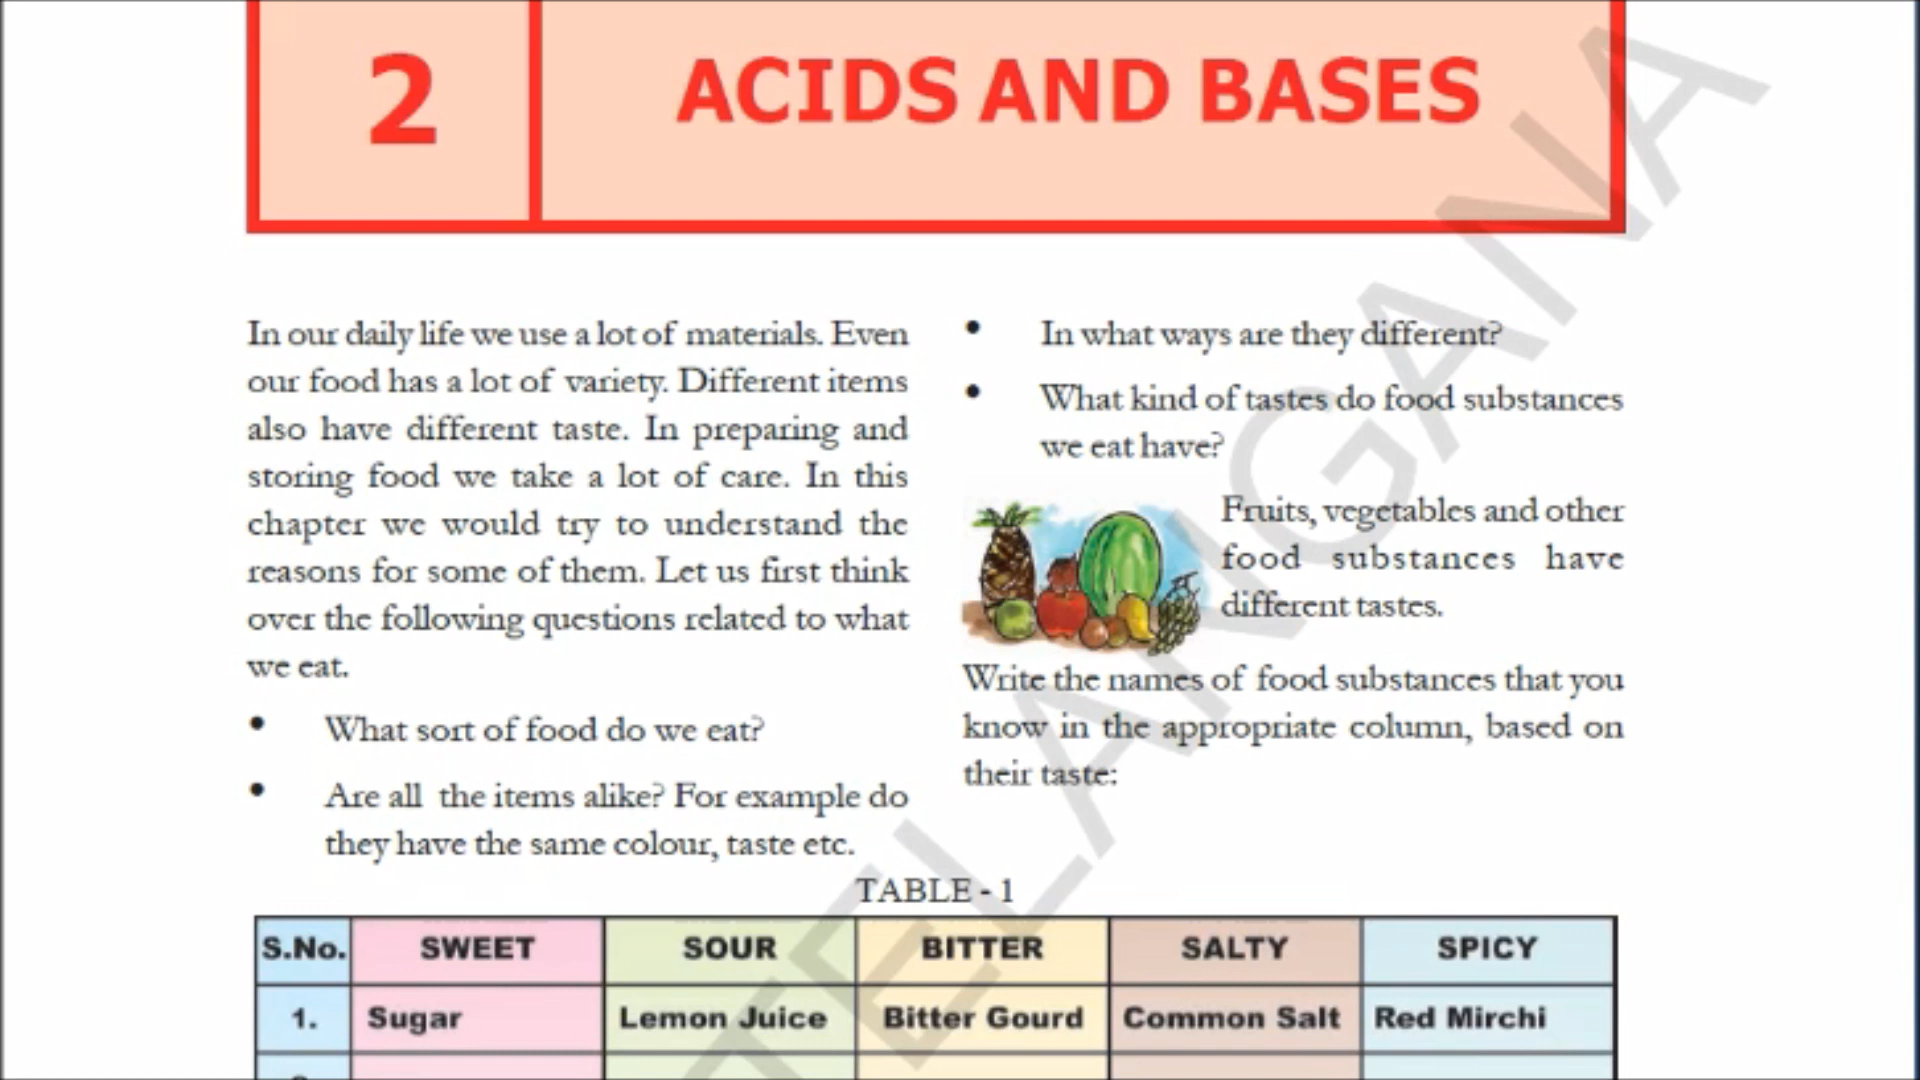 2
ACIDS AND BASES
In our daily life we use a lot of materials. Even
our food has a lot of variety. Different items
also have different taste. In preparing and
storing food we take a lot of care. In this
chapter we would try to understand the
reasons for some of them. Let us first think
over the following questions related to what
we eat.
• What sort of food do we eat?
• Are all the items alike? For example do
they have the same colour, taste etc.
• In what ways are they different?
• What kind of tastes do food substances
we eat have?
Fruits, vegetables and other
food substances have
different tastes.
Write the names of food substances that you
know in the appropriate column, based on
their taste:
TABLE - 1
S.No. SWEET SOUR BITTER SALTY SPICY
1. Sugar Lemon Juice Bitter Gourd Common Salt Red Mirchi
TELANGANA